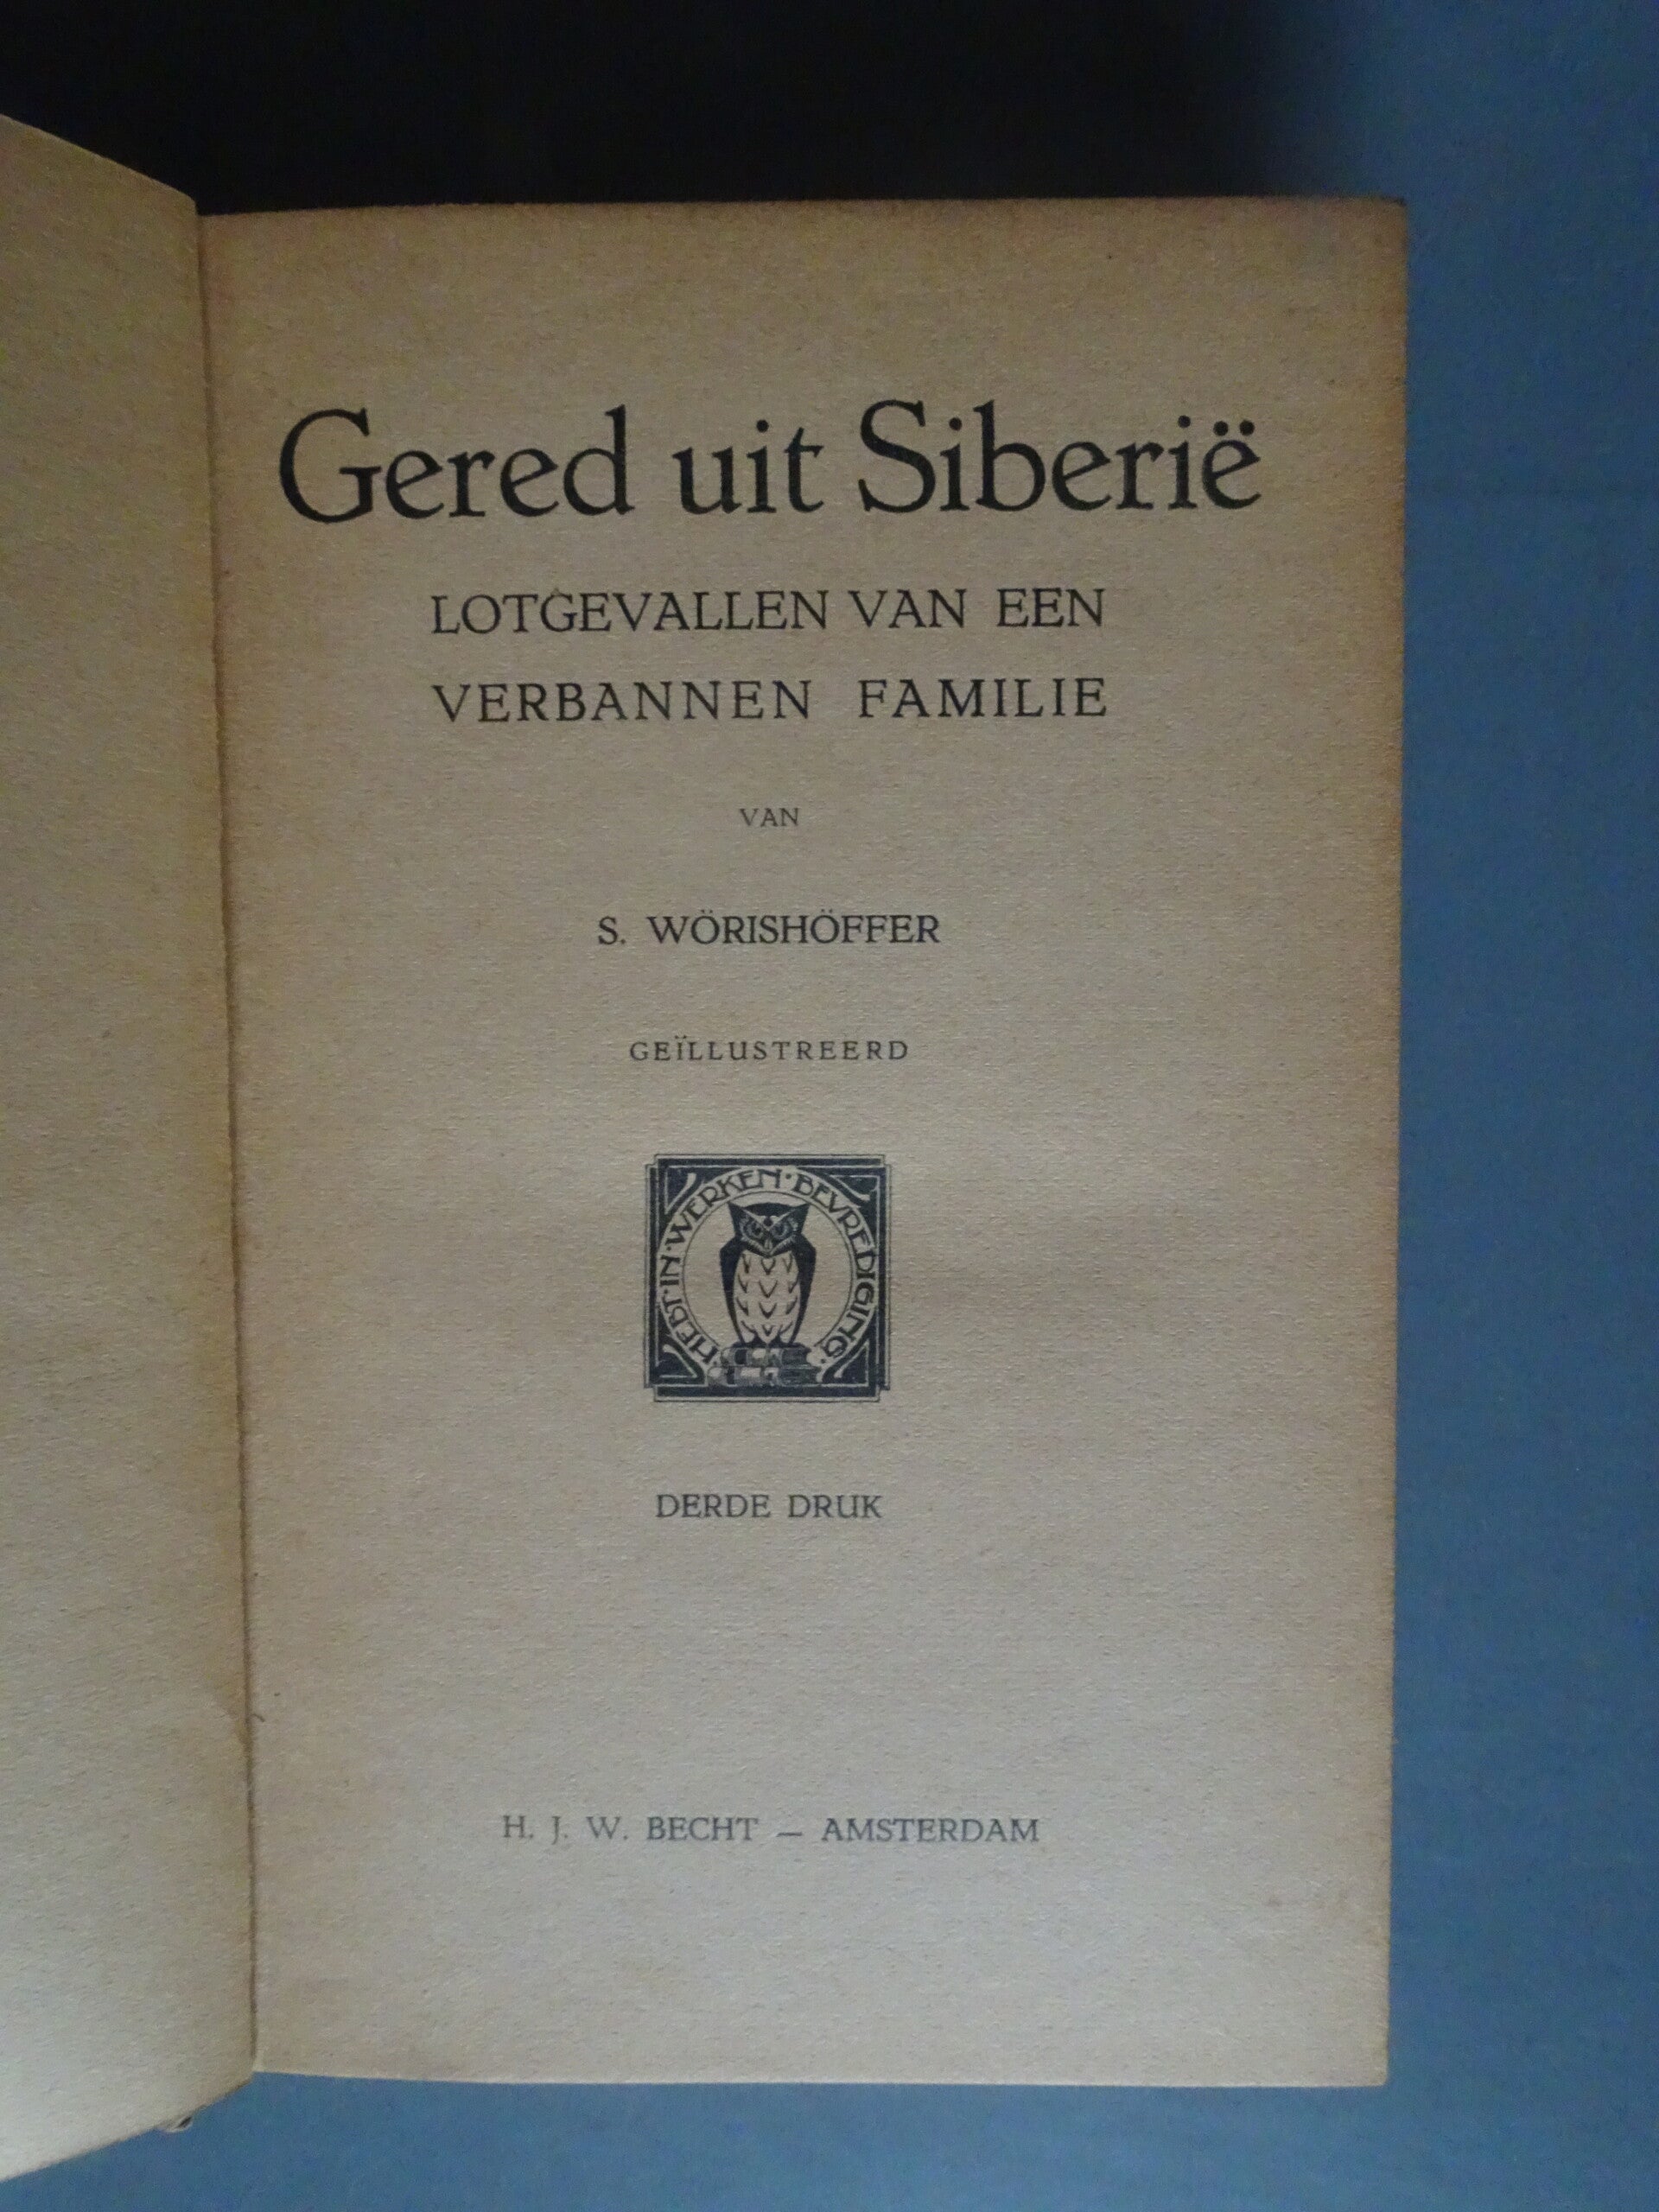 Gered uit Siberië
LOTGEVALLEN VAN EEN
VERBANNEN FAMILIE
VAN
S. WÖRISHÖFFER
GEÏLLUSTREERD
HEBT·IN·WERKEN·BEVREDIGING·
DERDE DRUK
H. J. W. BECHT — AMSTERDAM